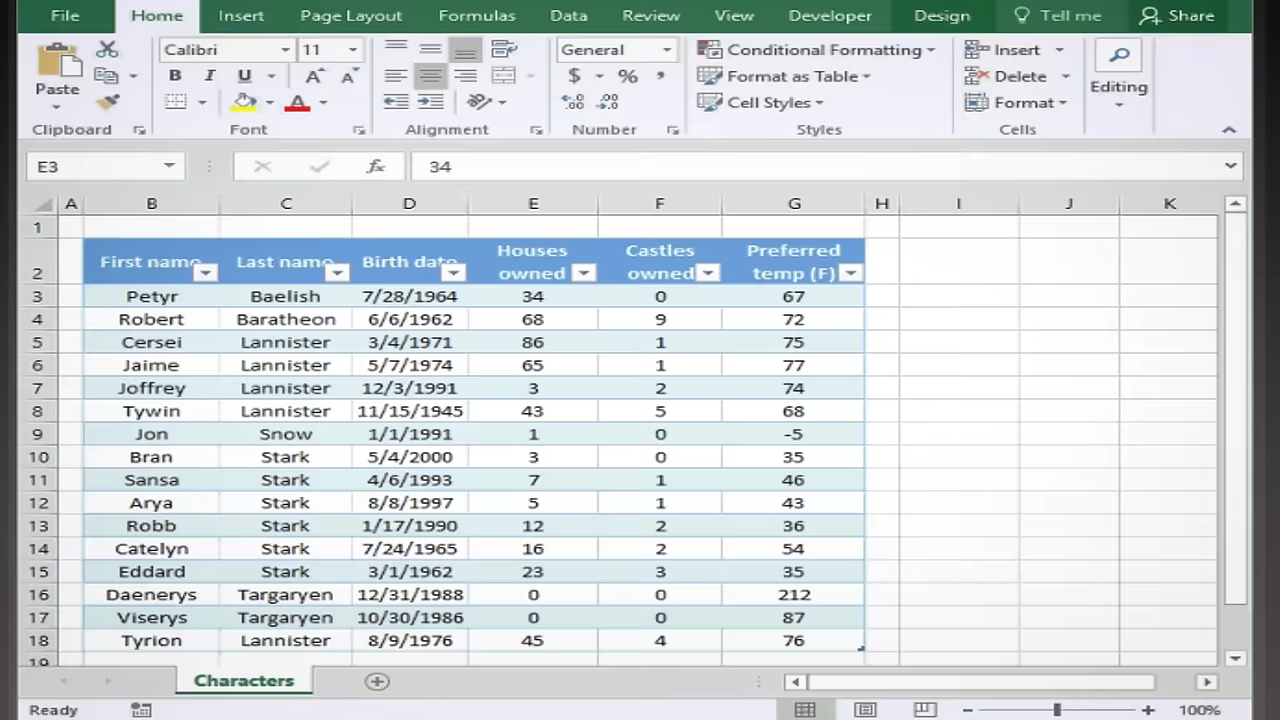 File Home Insert Page Layout Formulas Data Review View Developer Design Tell me Share
Calibri 11 General Conditional Formatting Insert
Paste B I U A A $ % , Format as Table Delete Editing
A .00 .00 Cell Styles Format
Clipboard Font Alignment Number Styles Cells
E3 fx 34
A B C D E F G H I J K
1
2 First name Last name Birth date Houses owned Castles owned Preferred temp (F)
3 Petyr Baelish 7/28/1964 34 0 67
4 Robert Baratheon 6/6/1962 68 9 72
5 Cersei Lannister 3/4/1971 86 1 75
6 Jaime Lannister 5/7/1974 65 1 77
7 Joffrey Lannister 12/3/1991 3 2 74
8 Tywin Lannister 11/15/1945 43 5 68
9 Jon Snow 1/1/1991 1 0 -5
10 Bran Stark 5/4/2000 3 0 35
11 Sansa Stark 4/6/1993 7 1 46
12 Arya Stark 8/8/1997 5 1 43
13 Robb Stark 1/17/1990 12 2 36
14 Catelyn Stark 7/24/1965 16 2 54
15 Eddard Stark 3/1/1962 23 3 35
16 Daenerys Targaryen 12/31/1988 0 0 212
17 Viserys Targaryen 10/30/1986 0 0 87
18 Tyrion Lannister 8/9/1976 45 4 76
19
Characters
Ready 100%